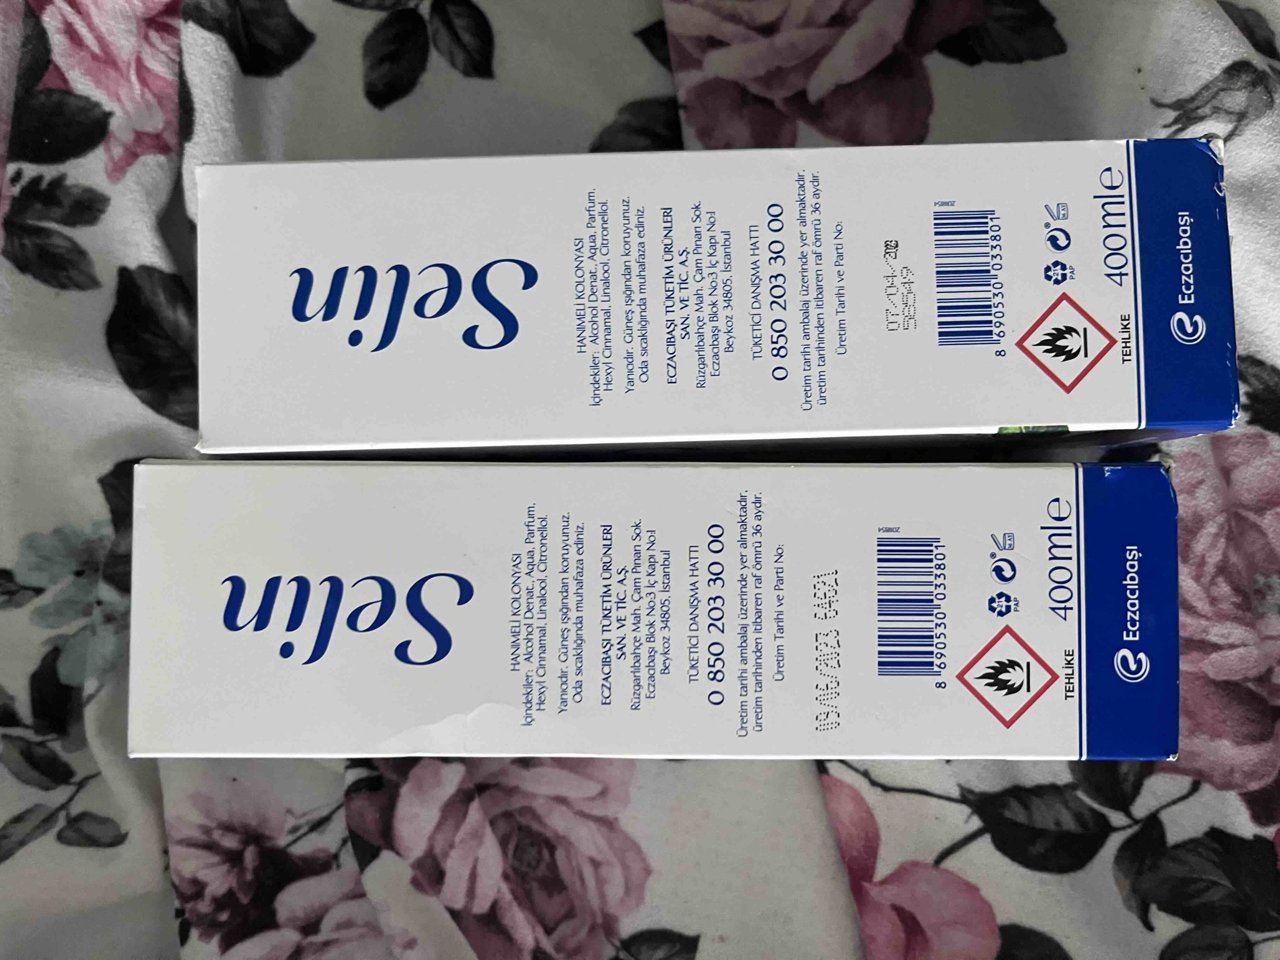 Selin
HANIMELİ KOLONYASI
İçindekiler: Alcohol Denat., Aqua, Parfum,
Hexyl Cinnamal, Linalool, Citronellol.
Yanıcıdır. Güneş ışığından koruyunuz.
Oda sıcaklığında muhafaza ediniz.
ECZACIBAŞI TÜKETİM ÜRÜNLERİ
SAN. VE TİC. A.Ş.
Rüzgarlıbahçe Mah. Çam Pınarı Sok.
Eczacıbaşı Blok No:3 İç Kapı No:1
Beykoz 34805, İstanbul
TÜKETİCİ DANIŞMA HATTI
0 850 203 30 00
Üretim tarihi ambalaj üzerinde yer almaktadır,
üretim tarihinden itibaren raf ömrü 36 aydır.
Üretim Tarihi ve Parti No:
8 690530 033801
PAP
TEHLİKE
400 ml e
Eczacıbaşı
Selin
HANIMELİ KOLONYASI
İçindekiler: Alcohol Denat., Aqua, Parfum,
Hexyl Cinnamal, Linalool, Citronellol.
Yanıcıdır. Güneş ışığından koruyunuz.
Oda sıcaklığında muhafaza ediniz.
ECZACIBAŞI TÜKETİM ÜRÜNLERİ
SAN. VE TİC. A.Ş.
Rüzgarlıbahçe Mah. Çam Pınarı Sok.
Eczacıbaşı Blok No:3 İç Kapı No:1
Beykoz 34805, İstanbul
TÜKETİCİ DANIŞMA HATTI
0 850 203 30 00
Üretim tarihi ambalaj üzerinde yer almaktadır,
üretim tarihinden itibaren raf ömrü 36 aydır.
Üretim Tarihi ve Parti No:
8 690530 033801
PAP
TEHLİKE
400 ml e
Eczacıbaşı